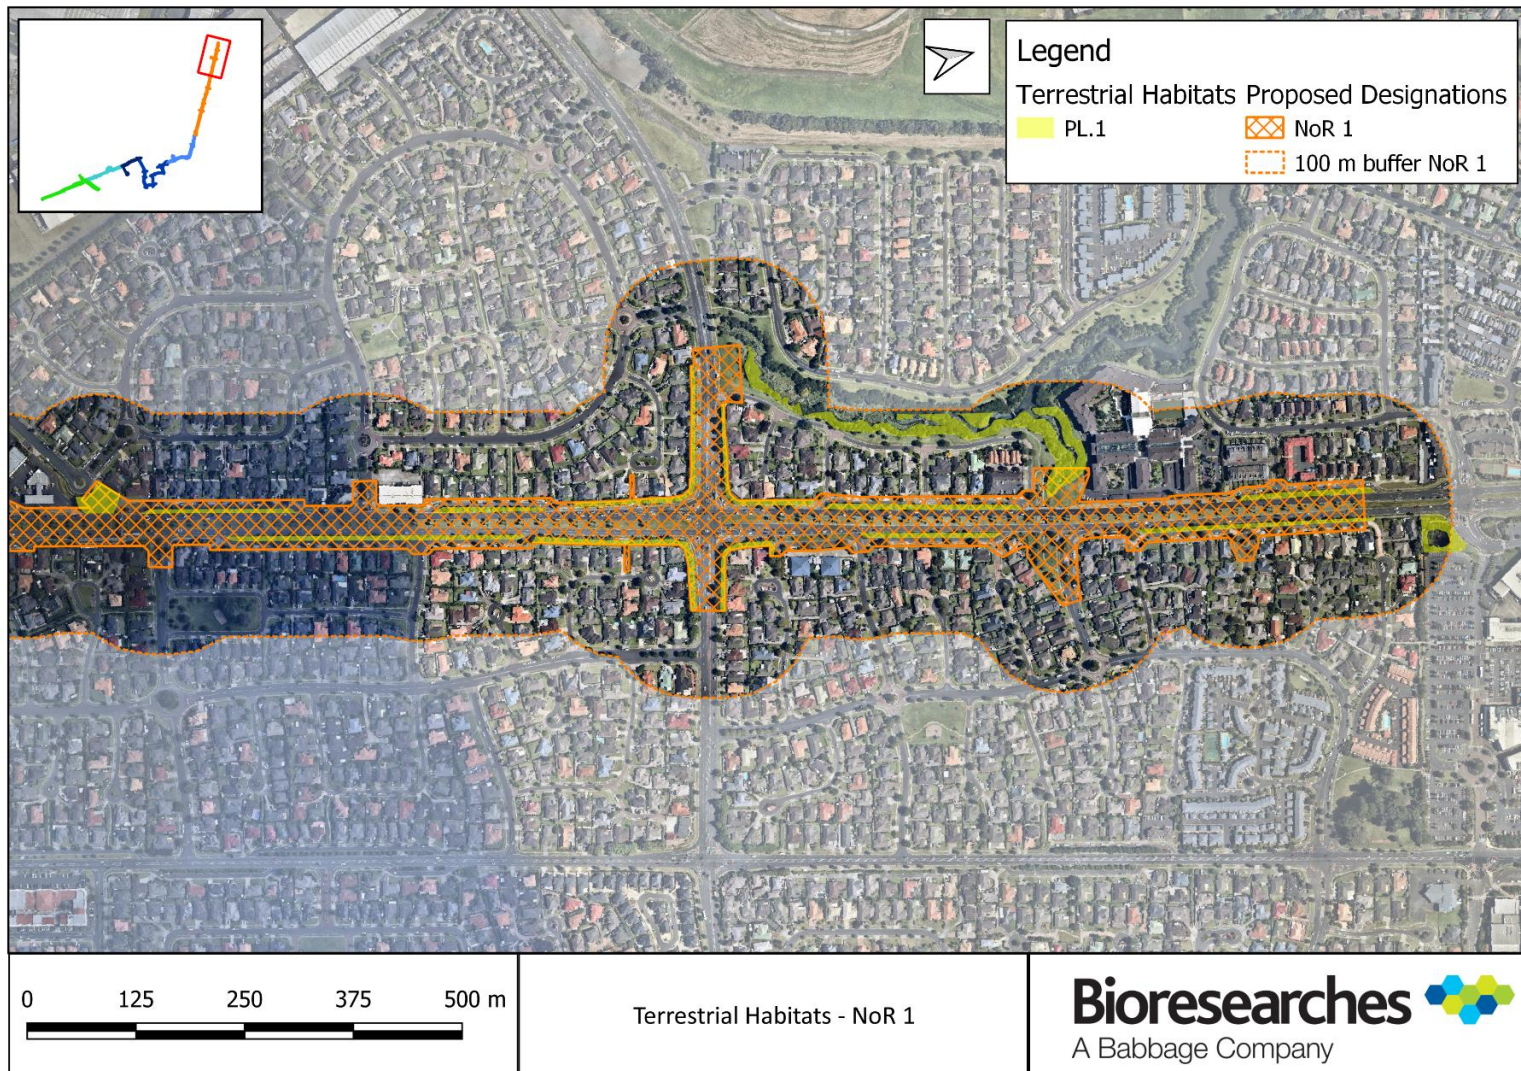 Legend
Terrestrial Habitats
PL.1
Proposed Designations
NoR 1
100 m buffer NoR 1
0 125 250 375 500 m
Terrestrial Habitats - NoR 1
Bioresearches
A Babbage Company